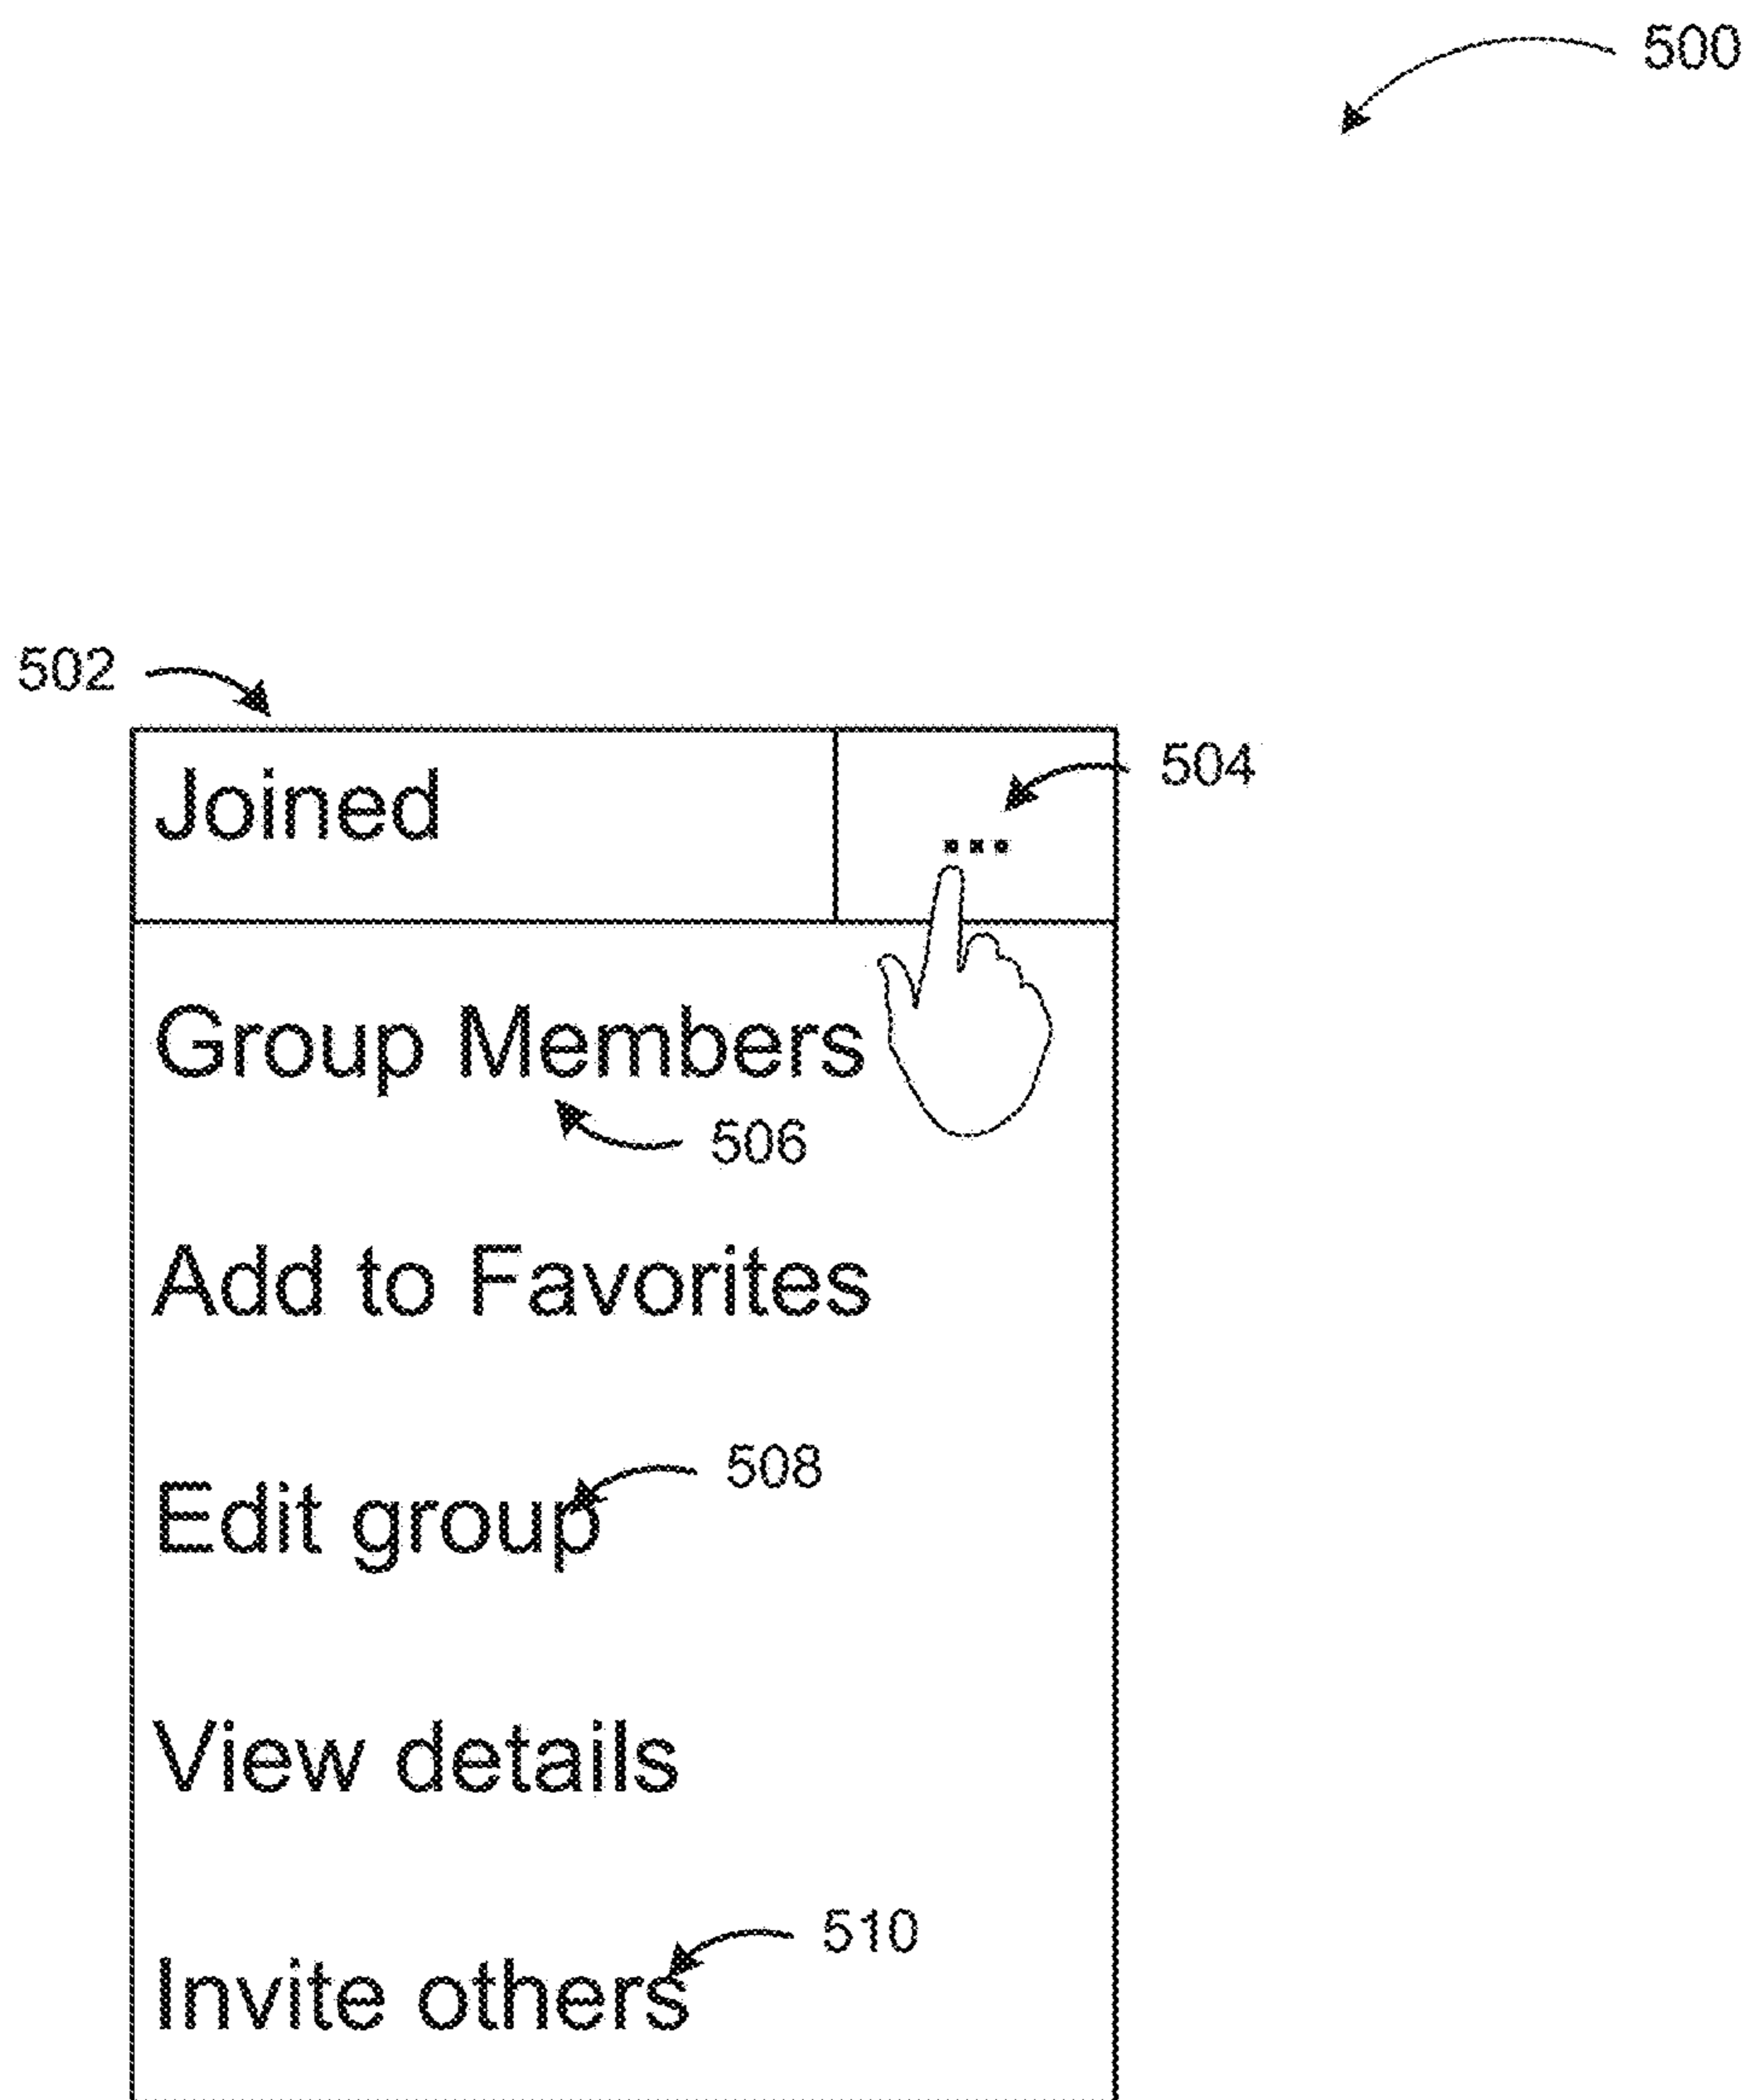 500
502
Joined ... 504
Group Members
506
Add to Favorites
508
Edit group
View details
510
Invite others